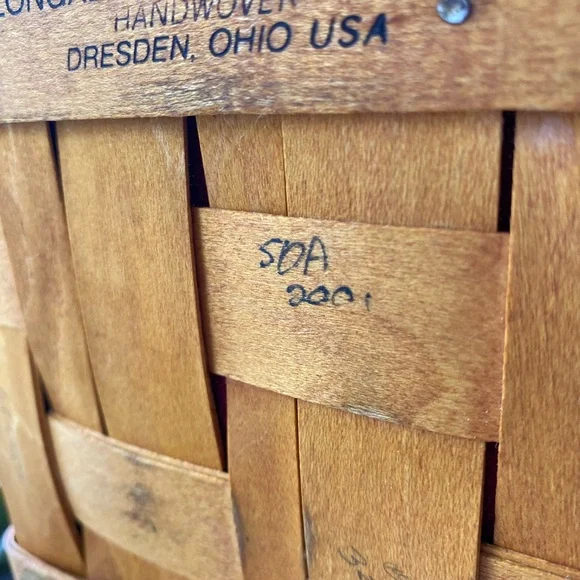 HANDWOVEN
DRESDEN, OHIO USA
SDA
2001